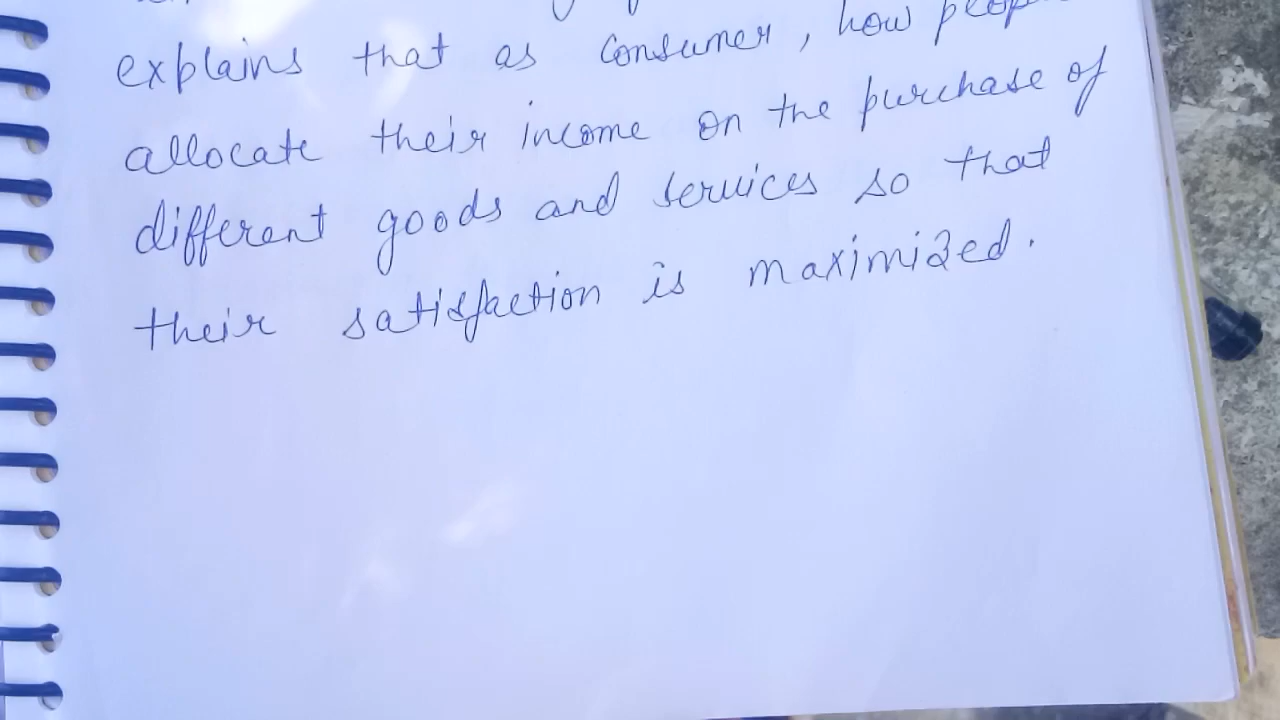 explains that as consumer, how
allocate their income on the purchase of
different goods and services so that
their satisfaction is maximized.